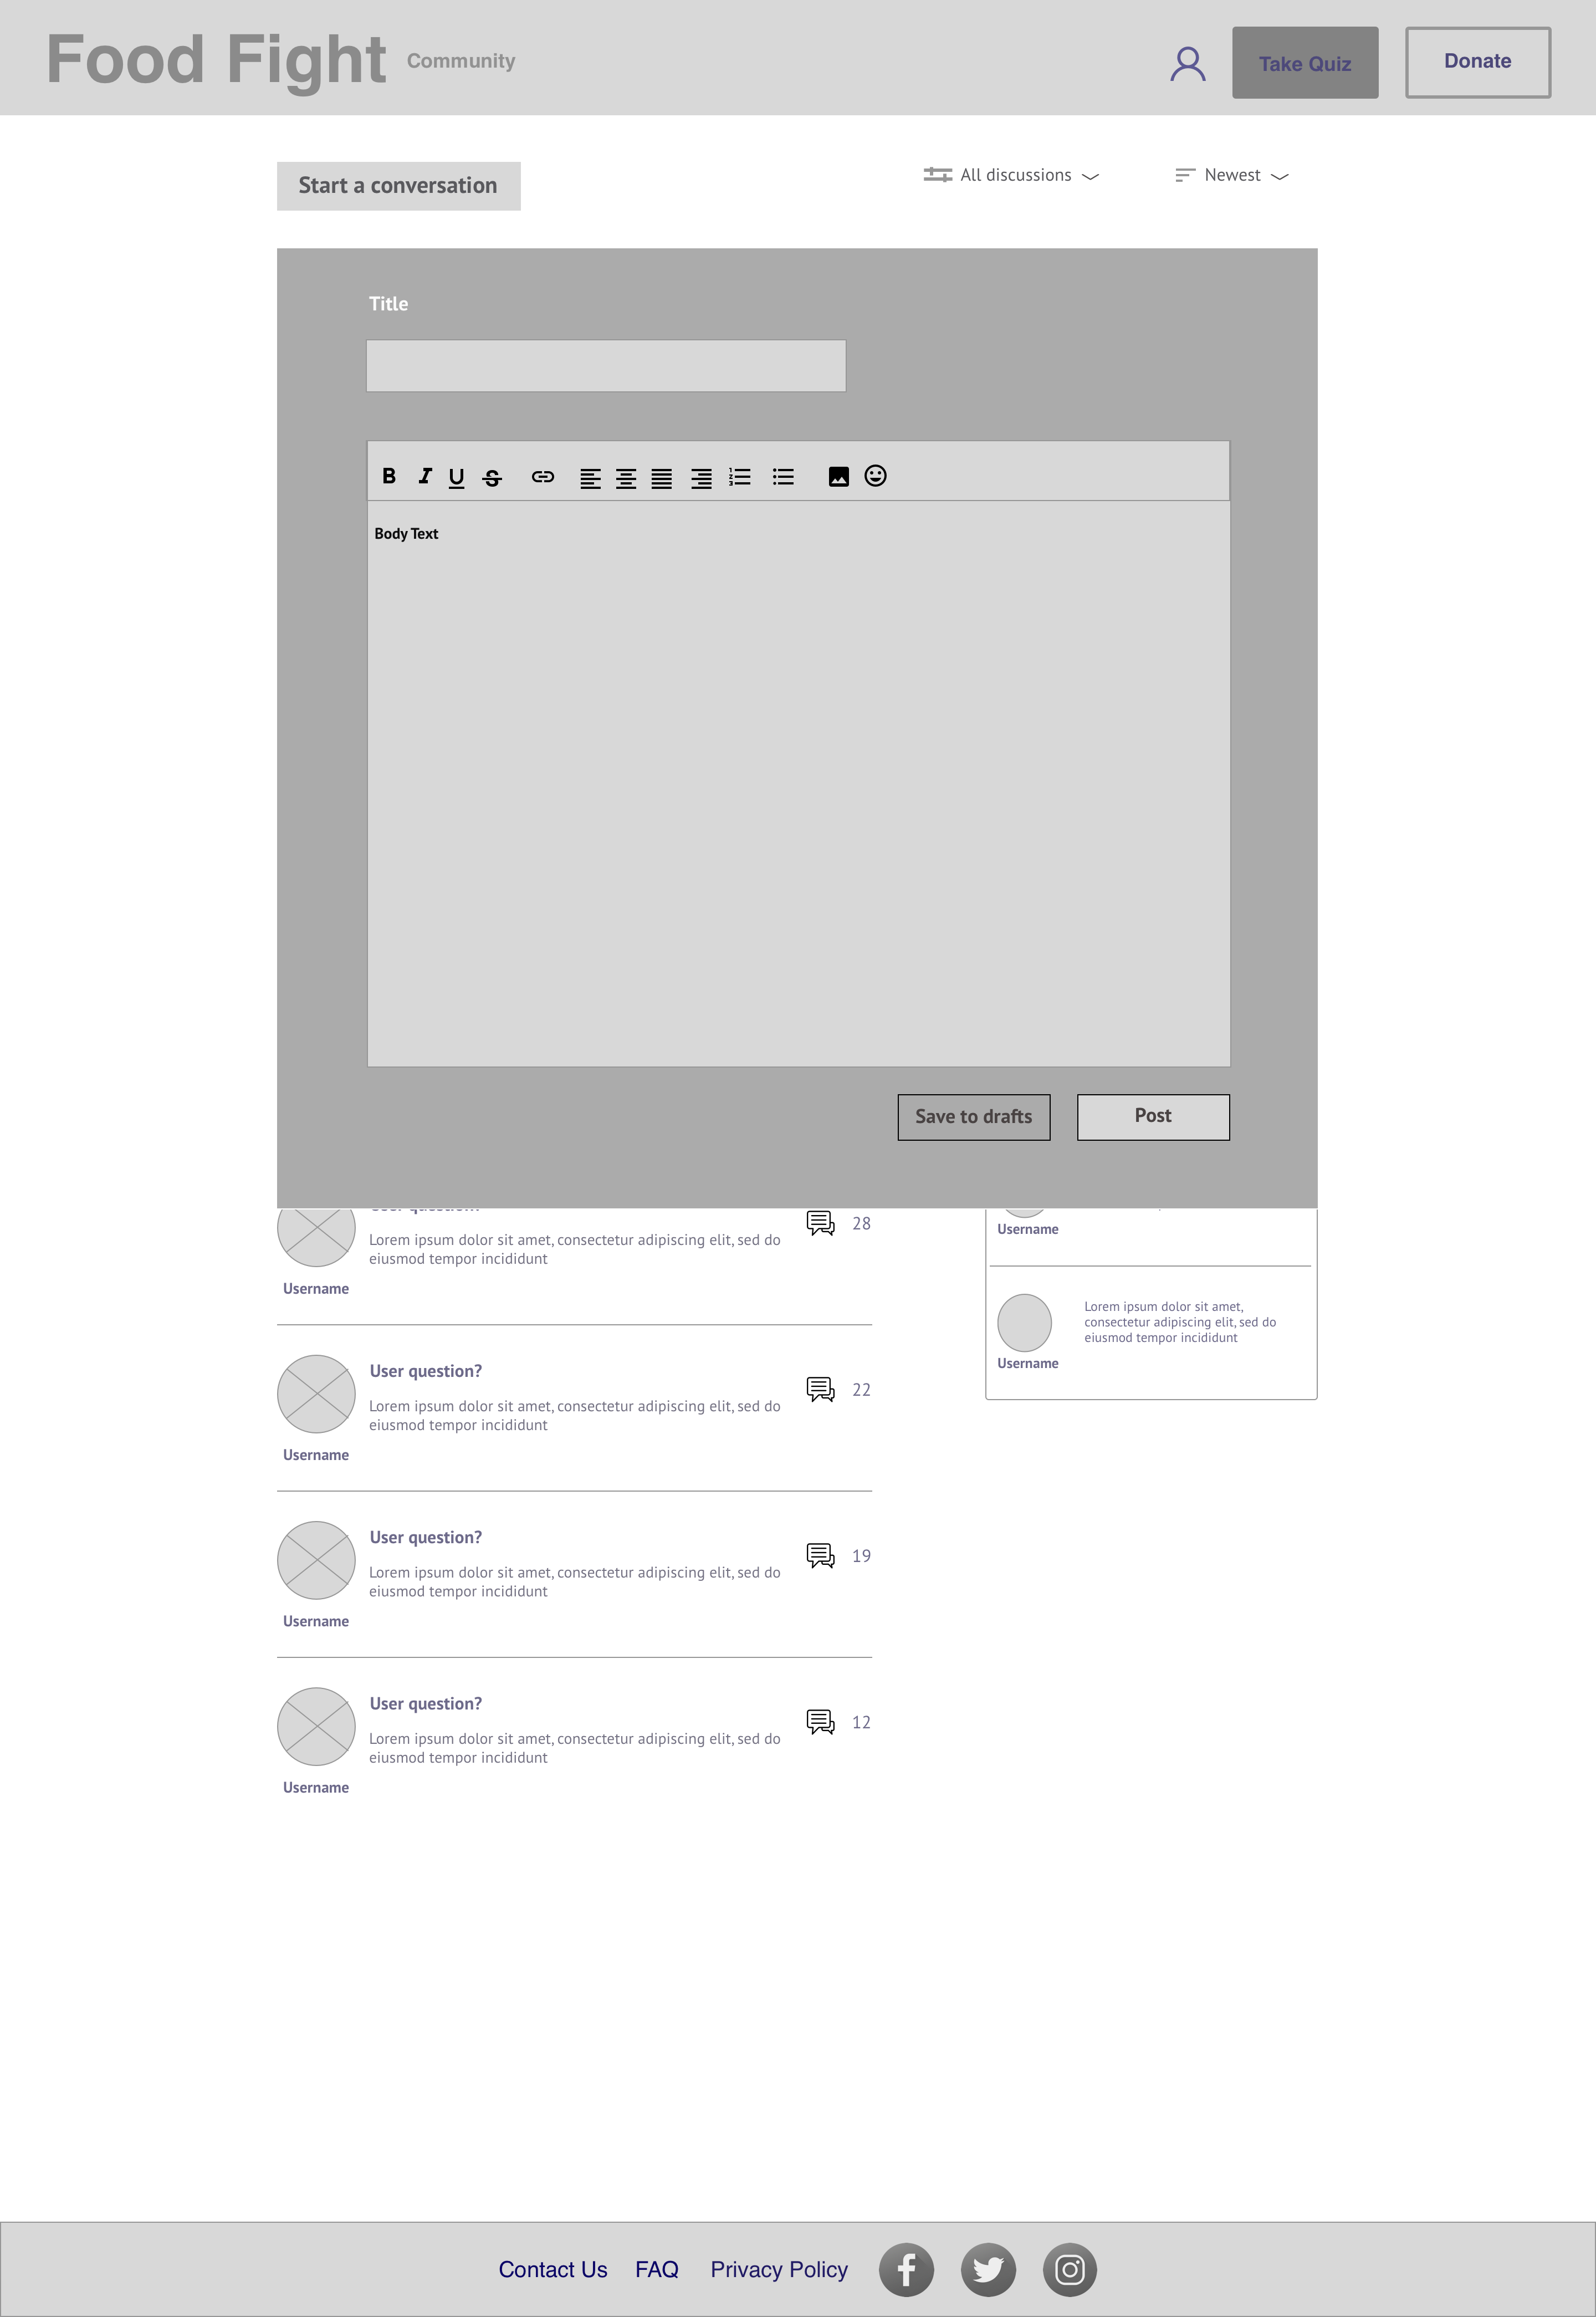 Food Fight Community Take Quiz Donate
Start a conversation All discussions Newest
Title
B I U S
Body Text
Save to drafts Post
User question? 28
Lorem ipsum dolor sit amet, consectetur adipiscing elit, sed do
eiusmod tempor incididunt
Username
User question? 22
Lorem ipsum dolor sit amet, consectetur adipiscing elit, sed do
eiusmod tempor incididunt
Username
User question? 19
Lorem ipsum dolor sit amet, consectetur adipiscing elit, sed do
eiusmod tempor incididunt
Username
User question? 12
Lorem ipsum dolor sit amet, consectetur adipiscing elit, sed do
eiusmod tempor incididunt
Username
Username
Lorem ipsum dolor sit amet,
consectetur adipiscing elit, sed do
eiusmod tempor incididunt
Username
Contact Us FAQ Privacy Policy